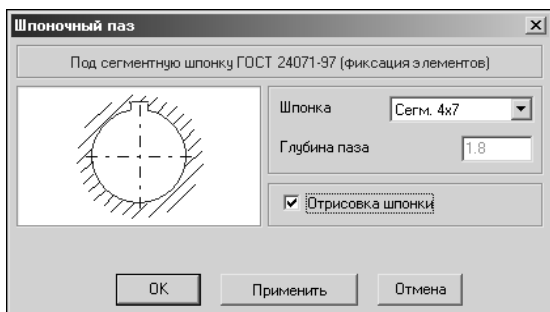 Шпоночный паз
Под сегментную шпонку ГОСТ 24071-97 (фиксация элементов)
Шпонка
Сегм. 4x7
Глубина паза
1.8
Отрисовка шпонки
OK
Применить
Отмена